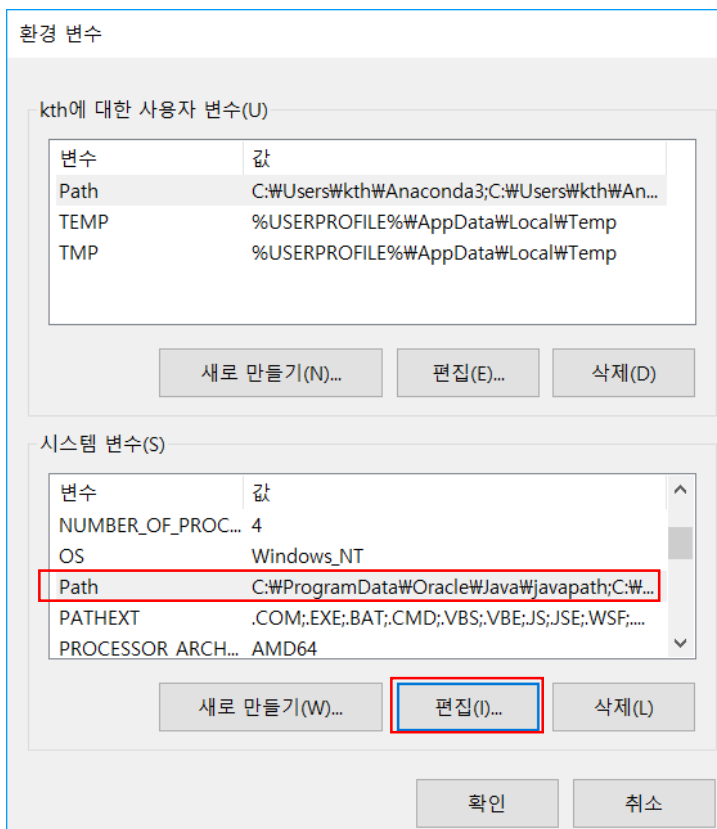 환경 변수
kth에 대한 사용자 변수(U)
변수 값
Path C:₩Users₩kth₩Anaconda3;C:₩Users₩kth₩An...
TEMP %USERPROFILE%₩AppData₩Local₩Temp
TMP %USERPROFILE%₩AppData₩Local₩Temp
새로 만들기(N)... 편집(E)... 삭제(D)
시스템 변수(S)
변수 값
NUMBER_OF_PROC... 4
OS Windows_NT
Path C:₩ProgramData₩Oracle₩Java₩javapath;C:₩...
PATHEXT .COM;.EXE;.BAT;.CMD;.VBS;.VBE;.JS;.JSE;.WSF;....
PROCESSOR ARCH... AMD64
새로 만들기(W)... 편집(I)... 삭제(L)
확인 취소